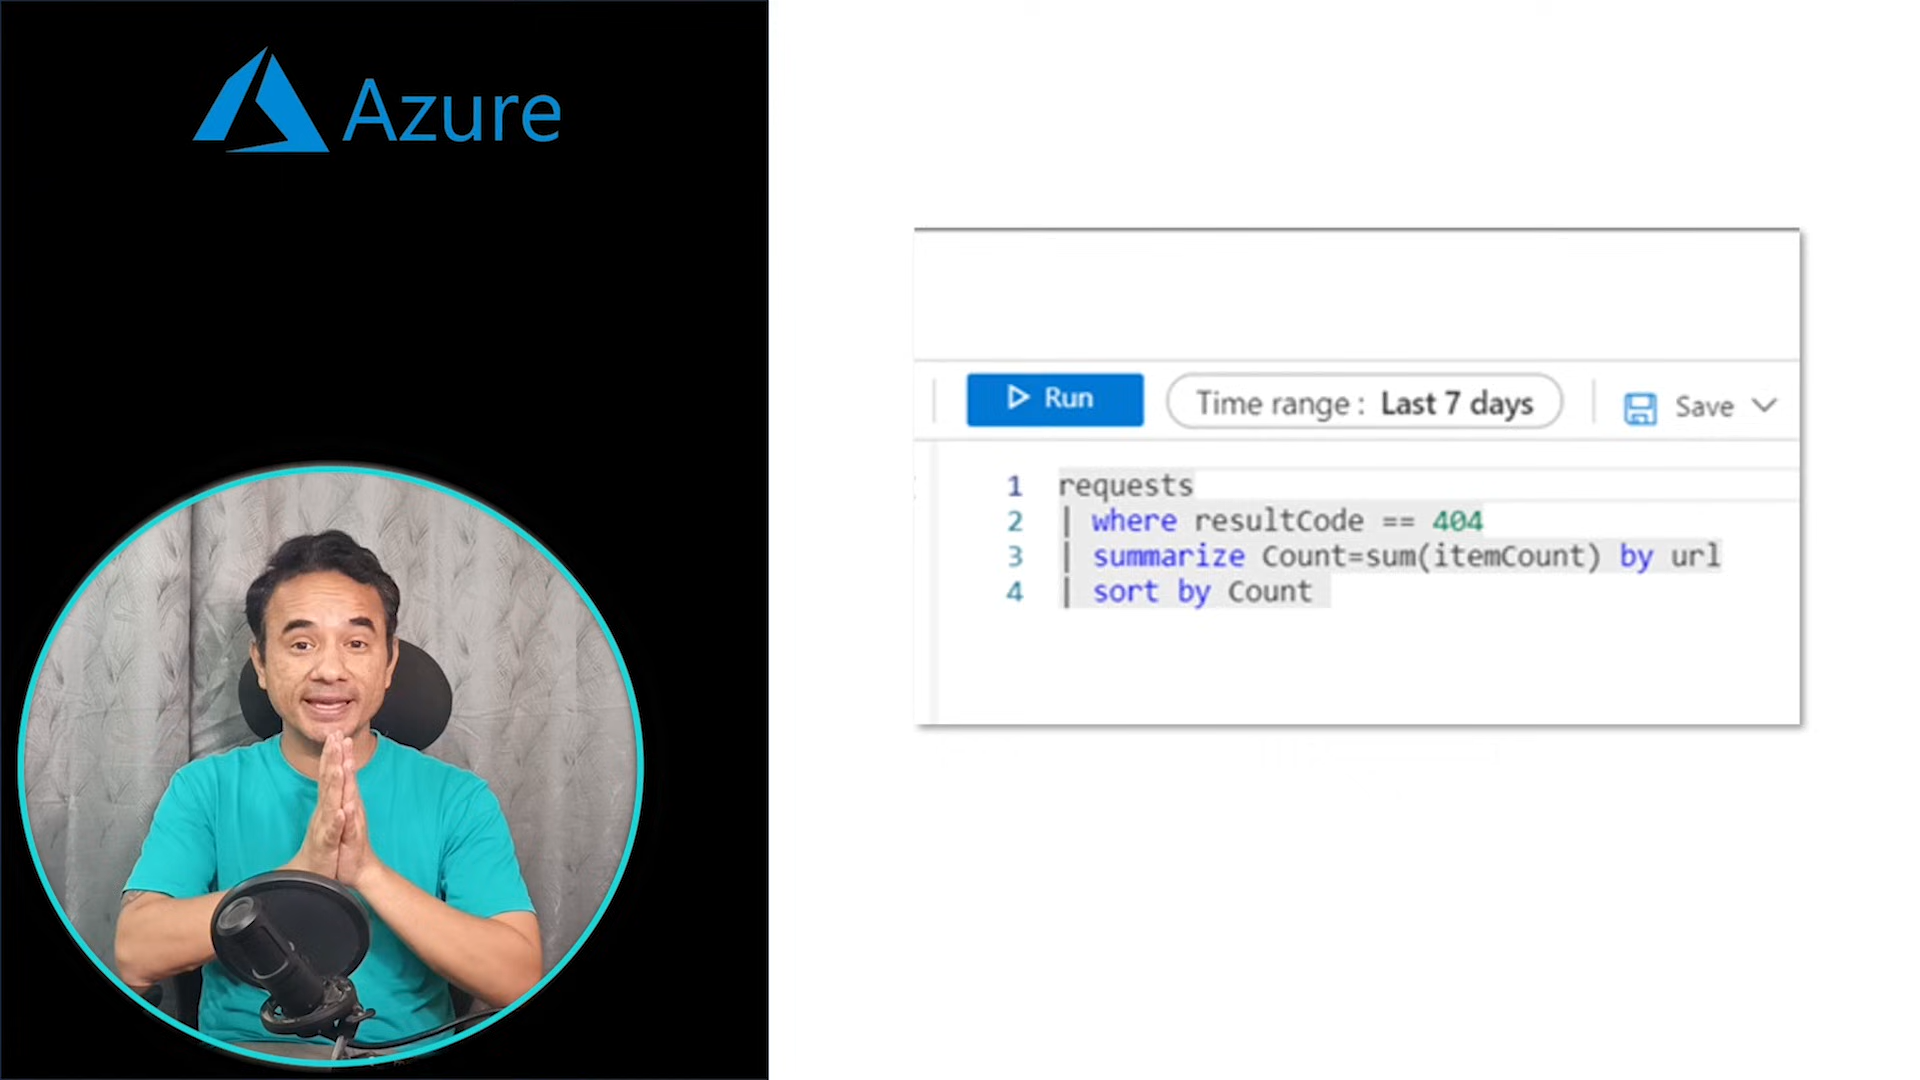 Azure
Run
Time range : Last 7 days
Save
1 requests
2 | where resultCode == 404
3 | summarize Count=sum(itemCount) by url
4 | sort by Count